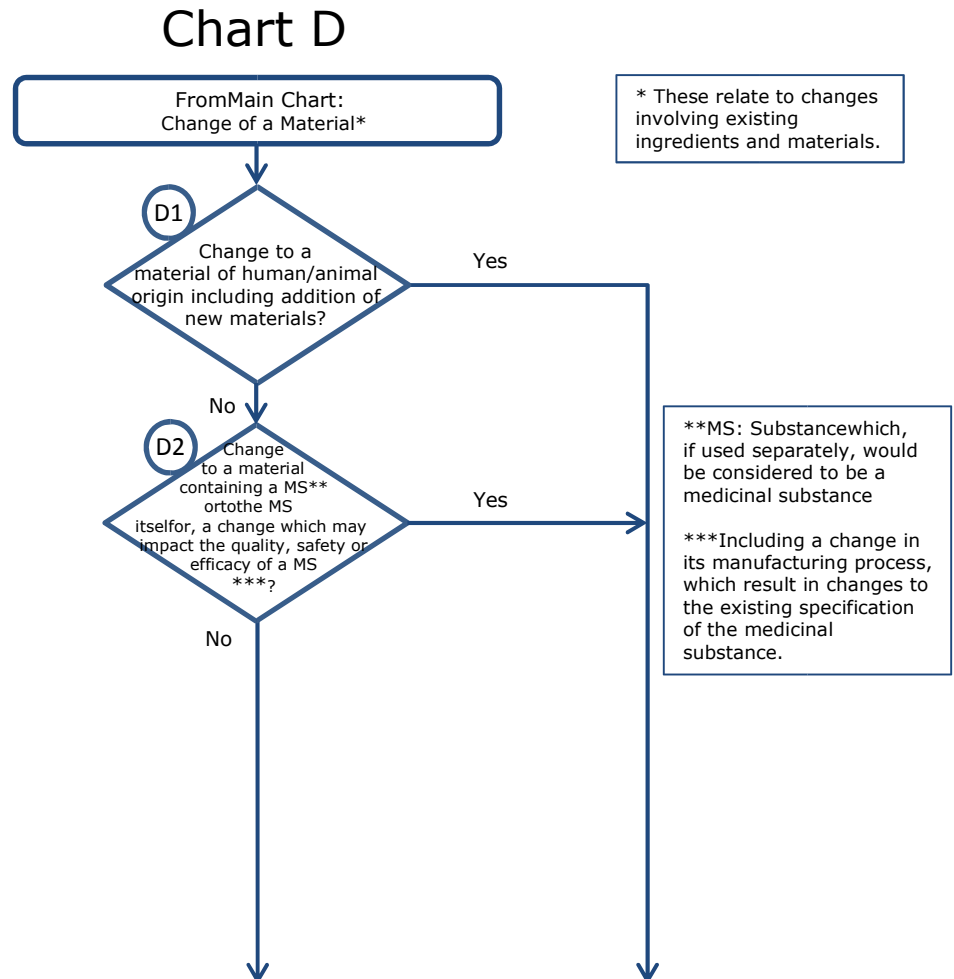 Chart D
FromMain Chart:
Change of a Material*
* These relate to changes
involving existing
ingredients and materials.
D1
Change to a
material of human/animal
origin including addition of
new materials?
Yes
No
D2
Change
to a material
containing a MS**
ortothe MS
itselfor, a change which may
impact the quality, safety or
efficacy of a MS
***?
Yes
No
**MS: Substancewhich,
if used separately, would
be considered to be a
medicinal substance
***Including a change in
its manufacturing process,
which result in changes to
the existing specification
of the medicinal
substance.